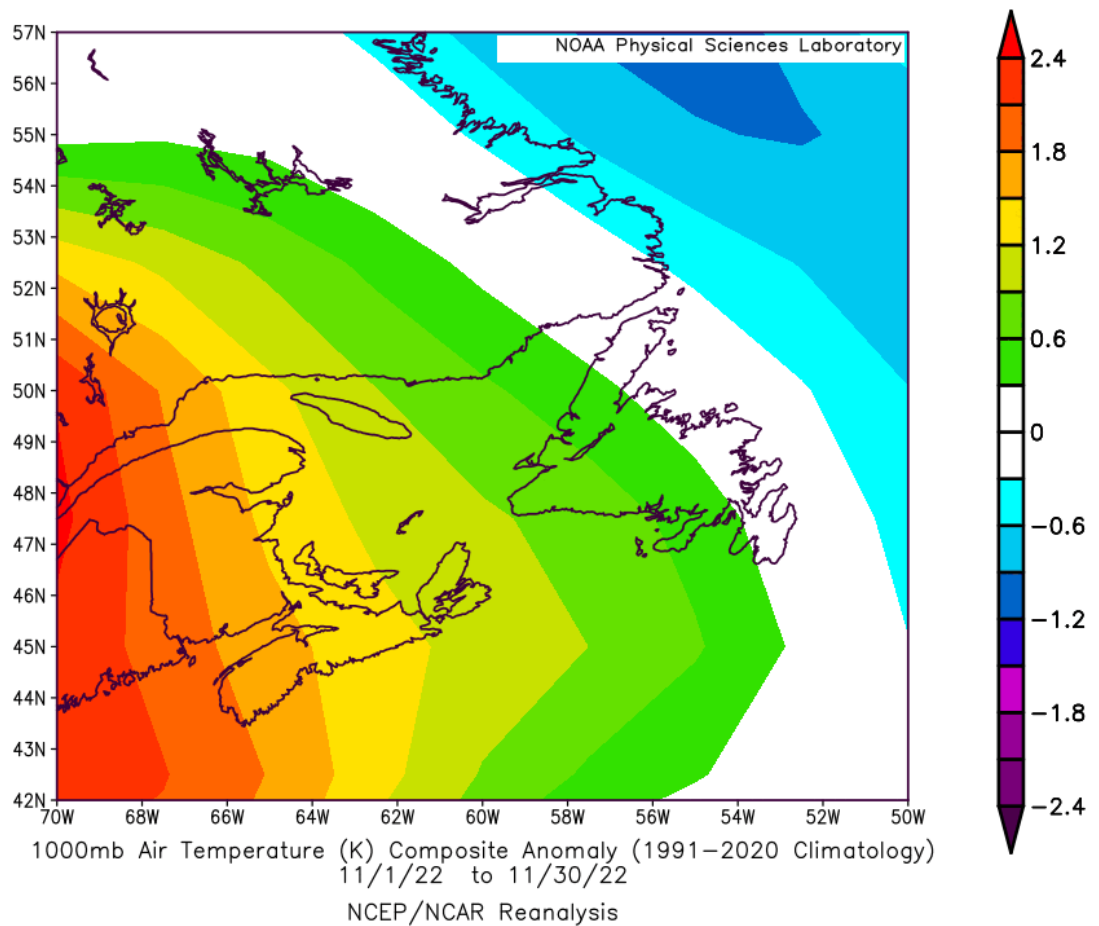 NOAA Physical Sciences Laboratory
57N
56N
55N
54N
53N
52N
51N
50N
49N
48N
47N
46N
45N
44N
43N
42N
70W 68W 66W 64W 62W 60W 58W 56W 54W 52W 50W
2.4
1.8
1.2
0.6
0
−0.6
−1.2
−1.8
−2.4
1000mb Air Temperature (K) Composite Anomaly (1991−2020 Climatology)
11/1/22 to 11/30/22
NCEP/NCAR Reanalysis